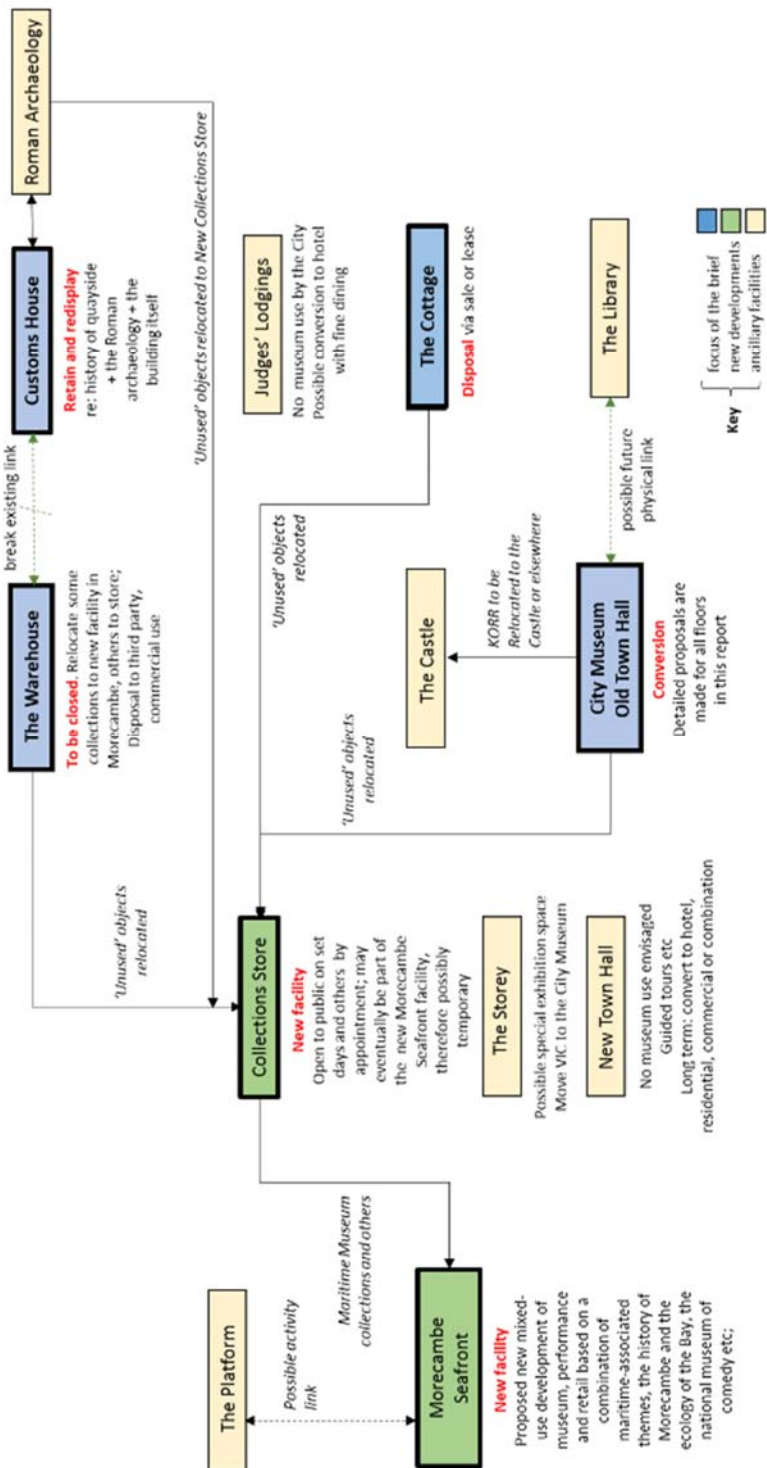 The Platform
Possible activity
link
Maritime Museum
collections and others
Morecambe
Seafront
New facility
Proposed new mixed-
use development of
museum, performance
and retail based on a
combination of
maritime-associated
themes, the history of
Morecambe and the
ecology of the Bay, the
national museum of
comedy etc;
'Unused' objects
relocated
Collections Store
New facility
Open to public on set
days and others by
appointment; may
eventually be part of
the new Morecambe
Seafront facility,
therefore possibly
temporary
The Storey
Possible special exhibition space
Move VIC to the City Museum
New Town Hall
No museum use envisaged
Guided tours etc
Long term: convert to hotel,
residential, commercial or combination
The Warehouse
To be closed. Relocate some
collections to new facility in
Morecambe, others to store;
Disposal to third party,
commercial use
break existing link
Customs House
Retain and redisplay
re: history of quayside
+ the Roman
archaeology + the
building itself
Roman Archaeology
'Unused' objects relocated to New Collections Store
Judges' Lodgings
No museum use by the City
Possible conversion to hotel
with fine dining
'Unused' objects
relocated
The Cottage
Disposal via sale or lease
The Castle
KORR to be
Relocated to the
Castle or elsewhere
'Unused' objects
relocated
City Museum
Old Town Hall
Conversion
Detailed proposals are
made for all floors
in this report
possible future
physical link
The Library
Key
focus of the brief
new developments
ancillary facilities